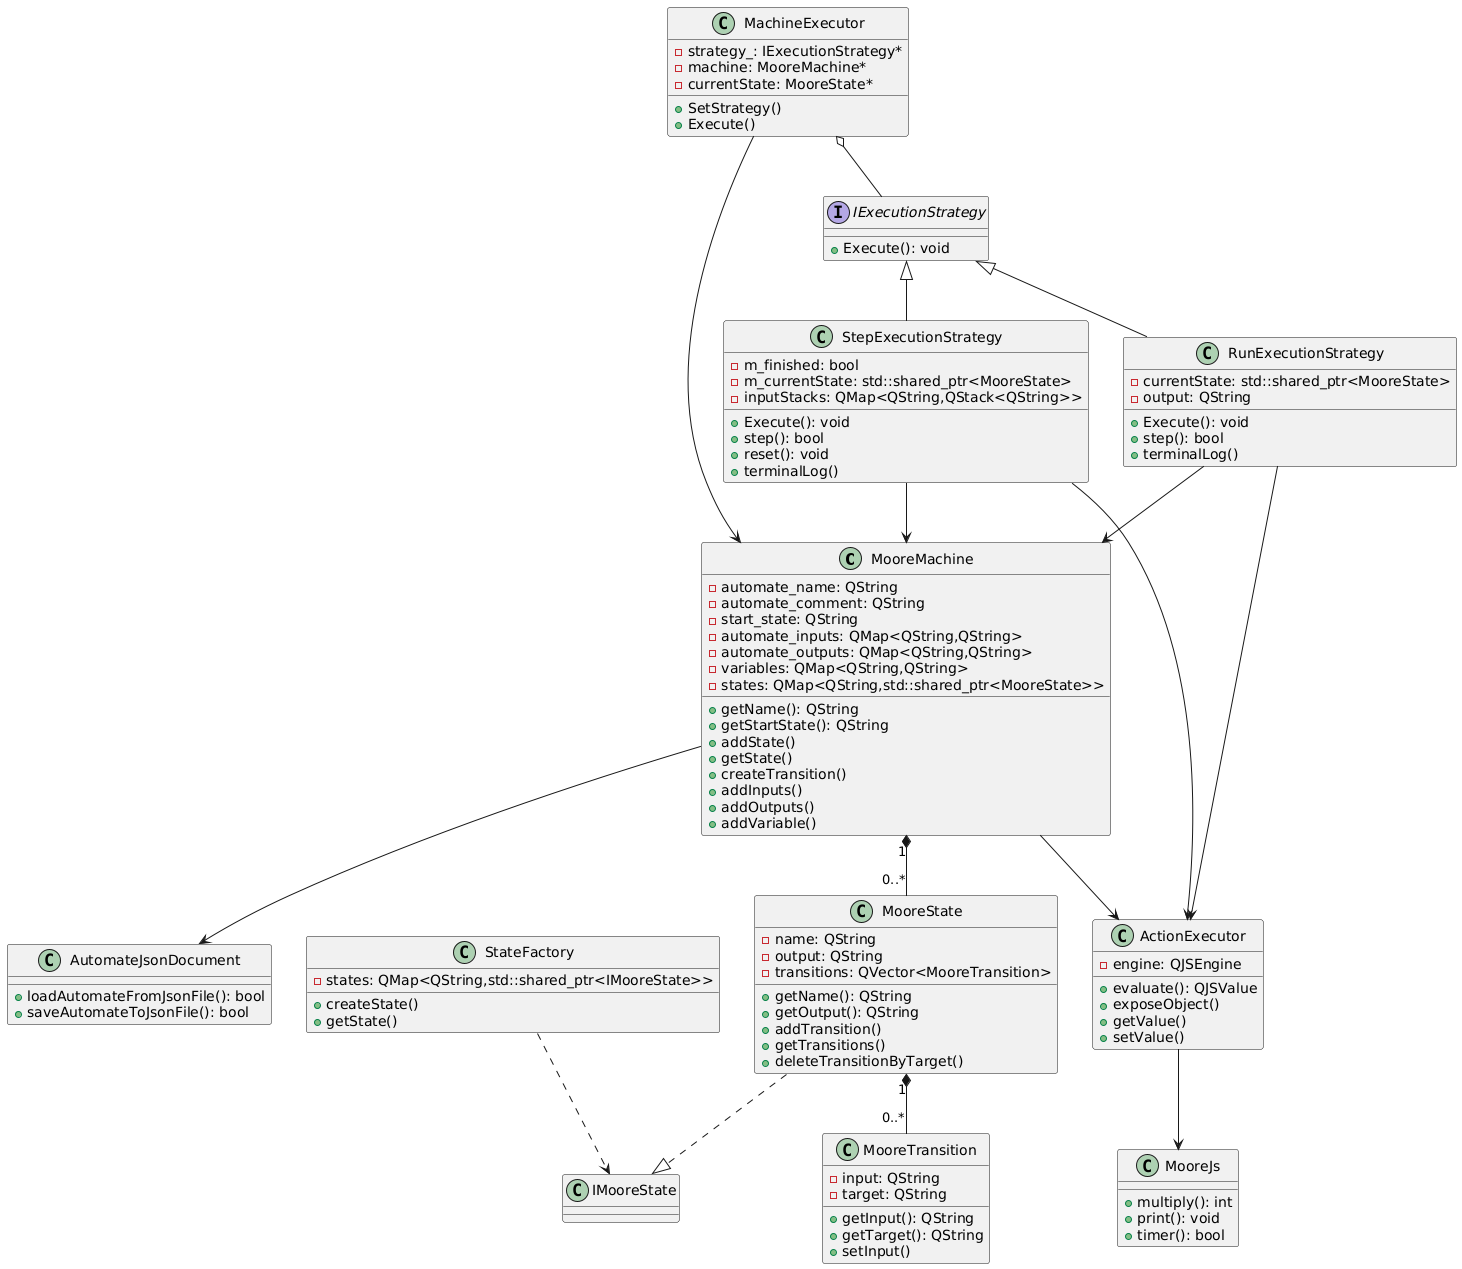 C MachineExecutor
strategy_: IExecutionStrategy*
machine: MooreMachine*
currentState: MooreState*
SetStrategy()
Execute()
I IExecutionStrategy
Execute(): void
C StepExecutionStrategy
m_finished: bool
m_currentState: std::shared_ptr<MooreState>
inputStacks: QMap<QString,QStack<QString>>
Execute(): void
step(): bool
reset(): void
terminalLog()
C RunExecutionStrategy
currentState: std::shared_ptr<MooreState>
output: QString
Execute(): void
step(): bool
terminalLog()
C MooreMachine
automate_name: QString
automate_comment: QString
start_state: QString
automate_inputs: QMap<QString,QString>
automate_outputs: QMap<QString,QString>
variables: QMap<QString,QString>
states: QMap<QString,std::shared_ptr<MooreState>>
getName(): QString
getStartState(): QString
addState()
getState()
createTransition()
addInputs()
addOutputs()
addVariable()
1
0..*
C AutomateJsonDocument
loadAutomateFromJsonFile(): bool
saveAutomateToJsonFile(): bool
C StateFactory
states: QMap<QString,std::shared_ptr<IMooreState>>
createState()
getState()
C MooreState
name: QString
output: QString
transitions: QVector<MooreTransition>
getName(): QString
getOutput(): QString
addTransition()
getTransitions()
deleteTransitionByTarget()
C ActionExecutor
engine: QJSEngine
evaluate(): QJSValue
exposeObject()
getValue()
setValue()
1
0..*
C IMooreState
C MooreTransition
input: QString
target: QString
getInput(): QString
getTarget(): QString
setInput()
C MooreJs
multiply(): int
print(): void
timer(): bool